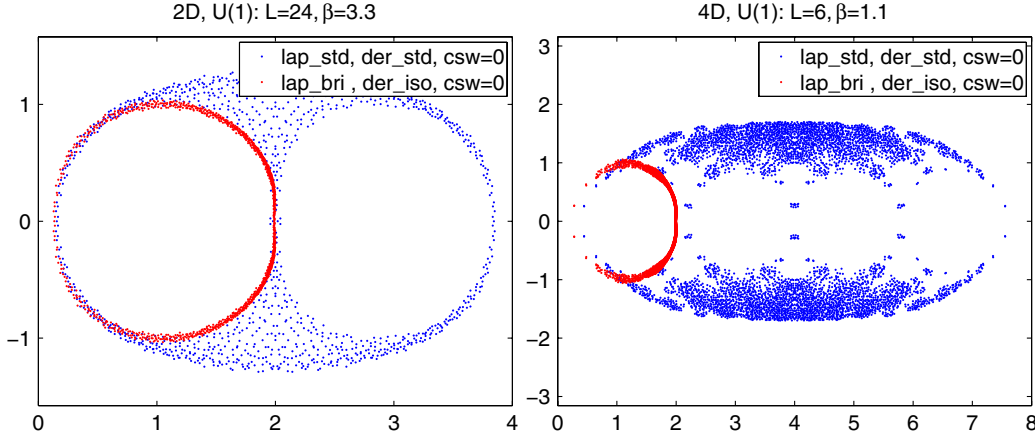 2D, U(1): L=24,β=3.3
lap_std, der_std, csw=0
lap_bri , der_iso, csw=0
1
0
−1
0 1 2 3 4
4D, U(1): L=6,β=1.1
lap_std, der_std, csw=0
lap_bri , der_iso, csw=0
3
2
1
0
−1
−2
−3
0 1 2 3 4 5 6 7 8